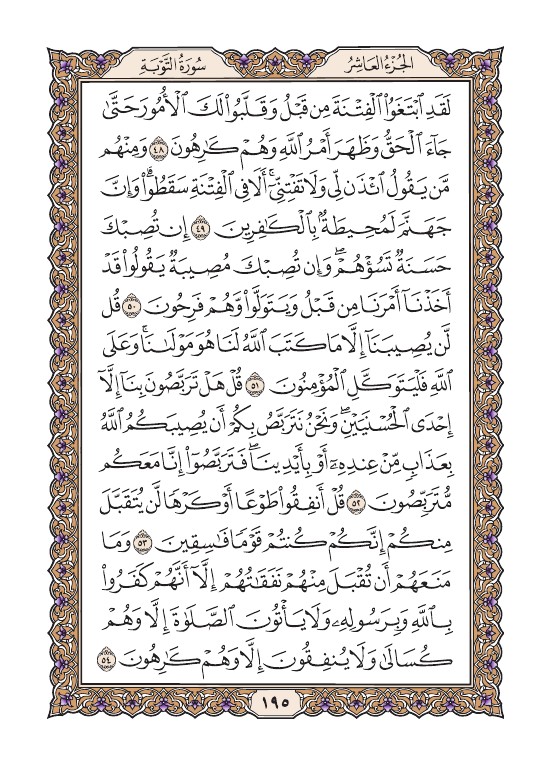 الجُزْءُ العَاشِرُ
سُورَةُ التَّوْبَةِ
لَقَدِ ٱبْتَغَوُا۟ ٱلْفِتْنَةَ مِن قَبْلُ وَقَلَّبُوا۟ لَكَ ٱلْأُمُورَ حَتَّىٰ
جَآءَ ٱلْحَقُّ وَظَهَرَ أَمْرُ ٱللَّهِ وَهُمْ كَٰرِهُونَ ٤٨ وَمِنْهُم
مَّن يَقُولُ ٱئْذَن لِّى وَلَا تَفْتِنِّىٓ ۚ أَلَا فِى ٱلْفِتْنَةِ سَقَطُوا۟ ۗ وَإِنَّ
جَهَنَّمَ لَمُحِيطَةٌۢ بِٱلْكَٰفِرِينَ ٤٩ إِن تُصِبْكَ
حَسَنَةٌ تَسُؤْهُمْ ۖ وَإِن تُصِبْكَ مُصِيبَةٌ يَقُولُوا۟ قَدْ
أَخَذْنَآ أَمْرَنَا مِن قَبْلُ وَيَتَوَلَّوا۟ وَّهُمْ فَرِحُونَ ٥٠ قُل
لَّن يُصِيبَنَآ إِلَّا مَا كَتَبَ ٱللَّهُ لَنَا هُوَ مَوْلَىٰنَا ۚ وَعَلَى
ٱللَّهِ فَلْيَتَوَكَّلِ ٱلْمُؤْمِنُونَ ٥١ قُلْ هَلْ تَرَبَّصُونَ بِنَآ إِلَّآ
إِحْدَى ٱلْحُسْنَيَيْنِ ۖ وَنَحْنُ نَتَرَبَّصُ بِكُمْ أَن يُصِيبَكُمُ ٱللَّهُ
بِعَذَابٍ مِّنْ عِندِهِۦٓ أَوْ بِأَيْدِينَا ۖ فَتَرَبَّصُوٓا۟ إِنَّا مَعَكُم
مُّتَرَبِّصُونَ ٥٢ قُلْ أَنفِقُوا۟ طَوْعًا أَوْ كَرْهًا لَّن يُتَقَبَّلَ
مِنكُمْ ۖ إِنَّكُمْ كُنتُمْ قَوْمًا فَٰسِقِينَ ٥٣ وَمَا
مَنَعَهُمْ أَن تُقْبَلَ مِنْهُمْ نَفَقَٰتُهُمْ إِلَّآ أَنَّهُمْ كَفَرُوا۟
بِٱللَّهِ وَبِرَسُولِهِۦ وَلَا يَأْتُونَ ٱلصَّلَوٰةَ إِلَّا وَهُمْ
كُسَالَىٰ وَلَا يُنفِقُونَ إِلَّا وَهُمْ كَٰرِهُونَ ٥٤
١٩٥